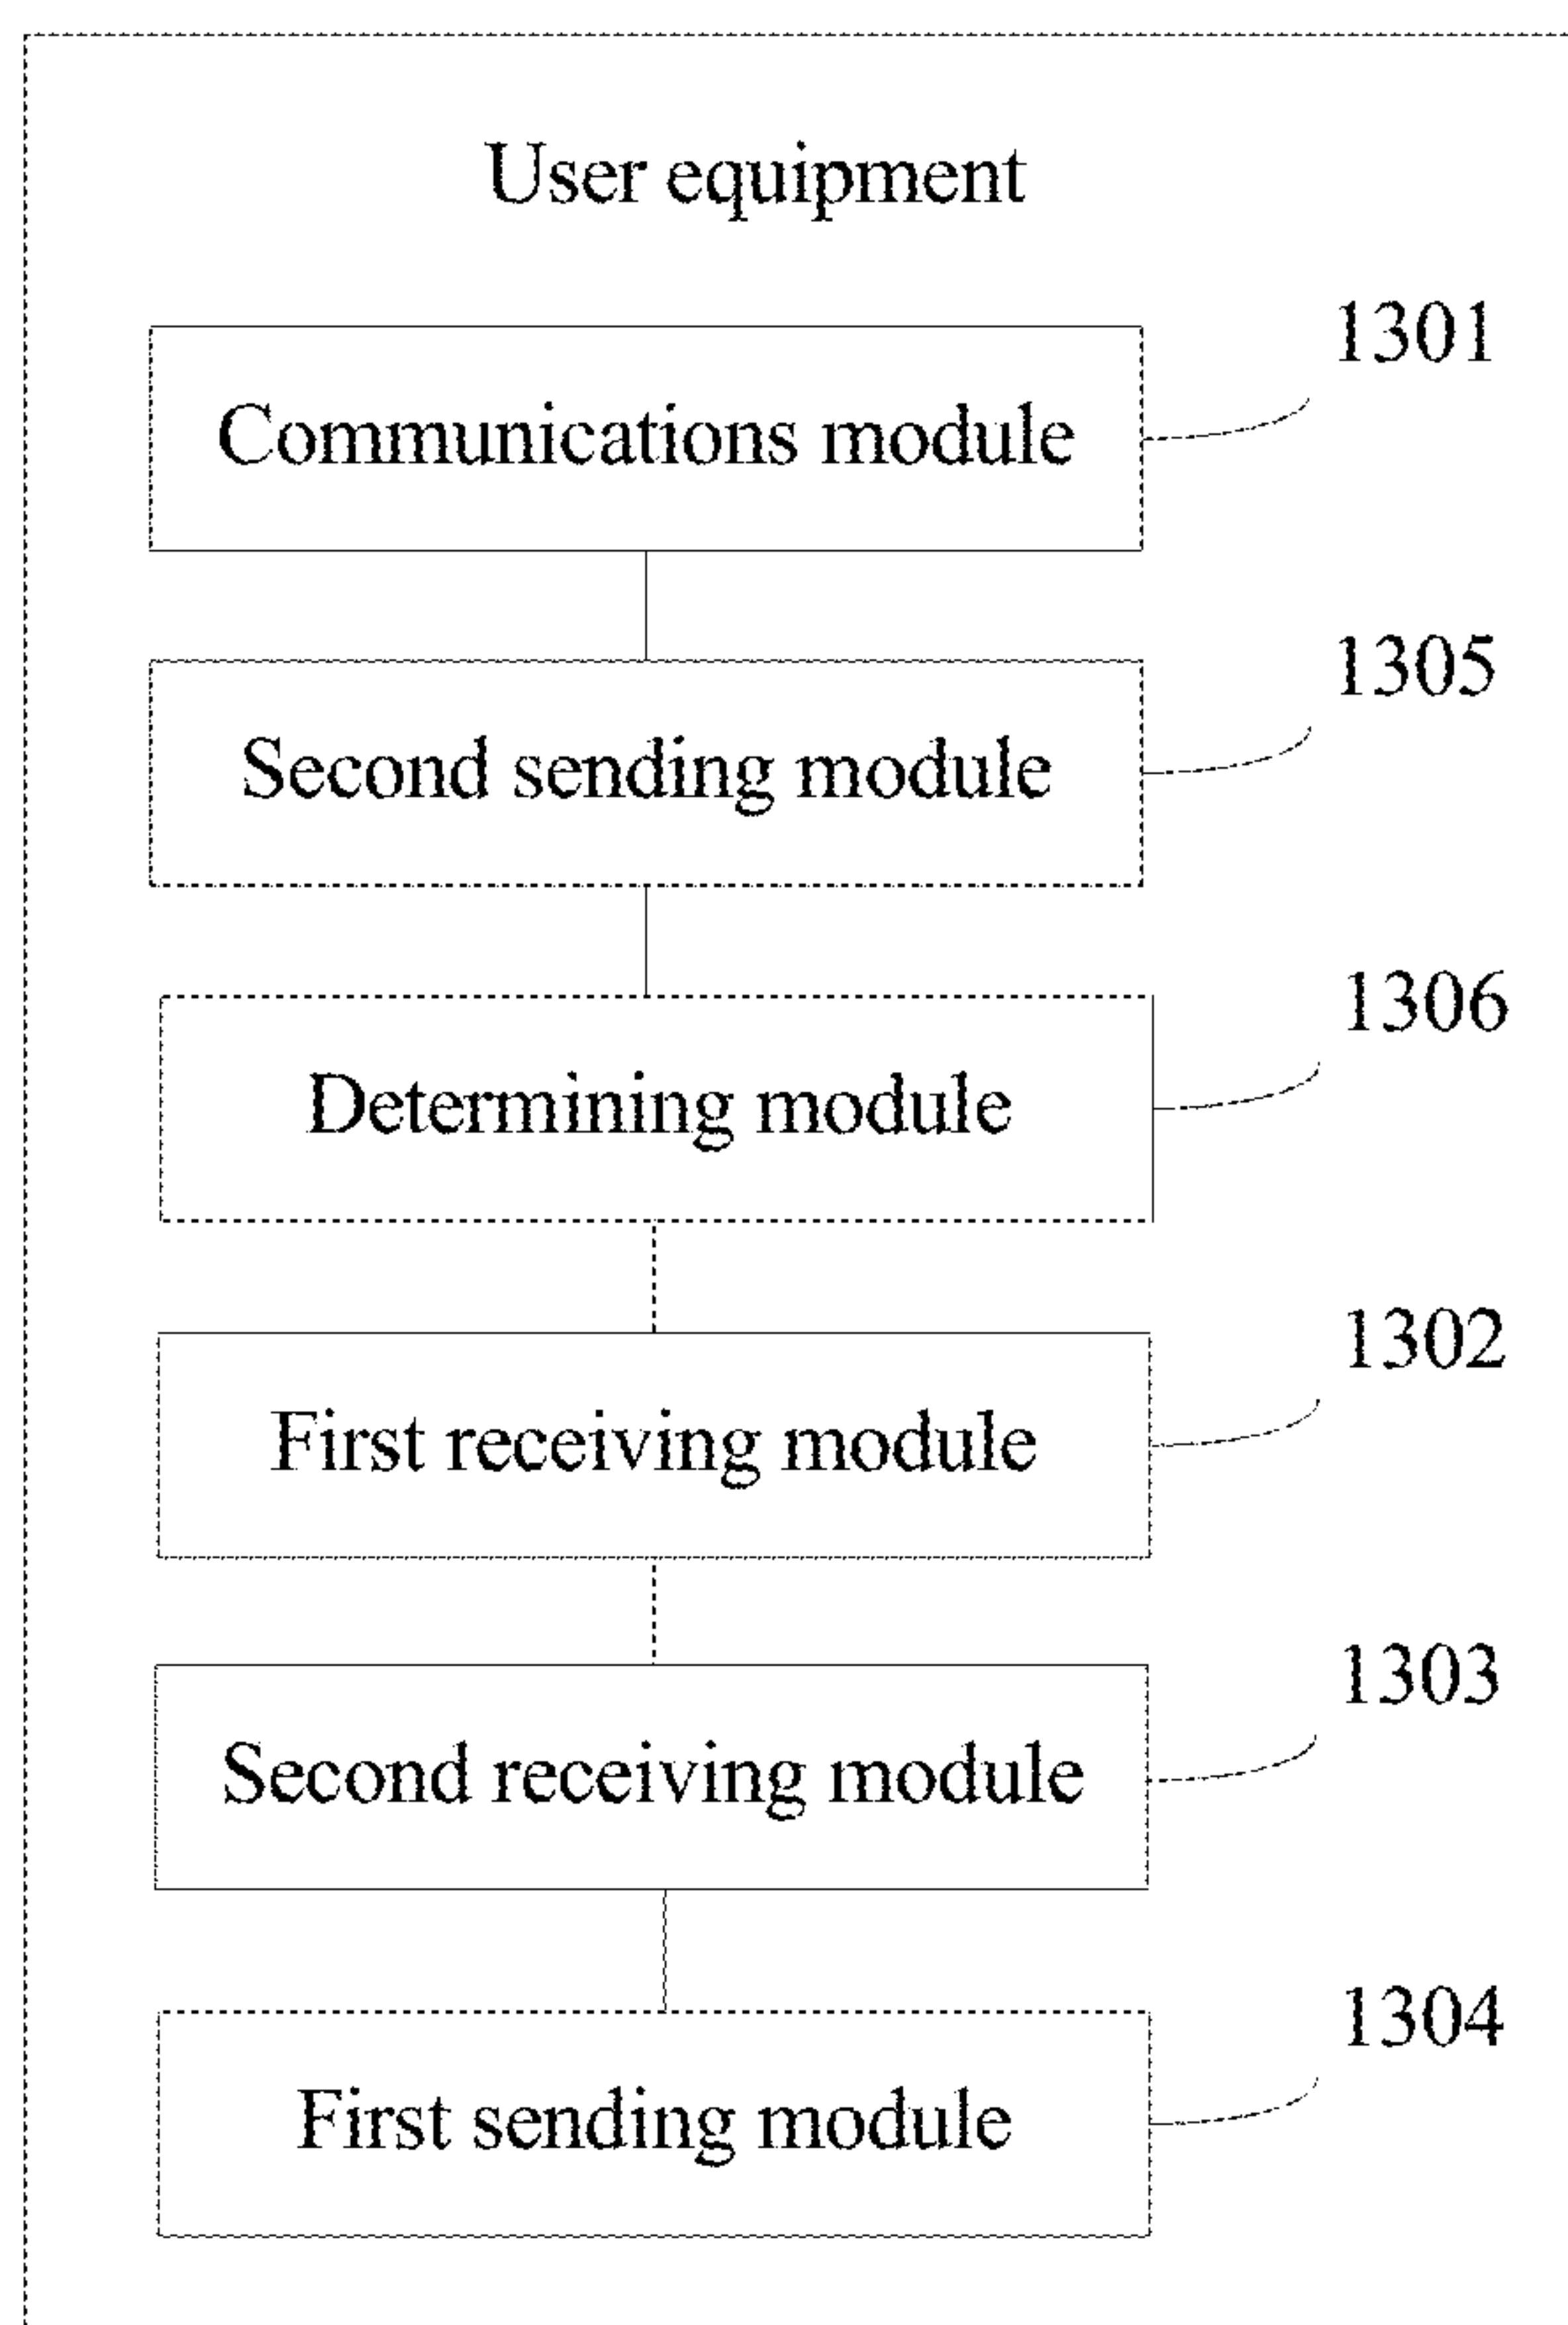 User equipment
1301
Communications module
1305
Second sending module
1306
Determining module
1302
First receiving module
1303
Second receiving module
1304
First sending module